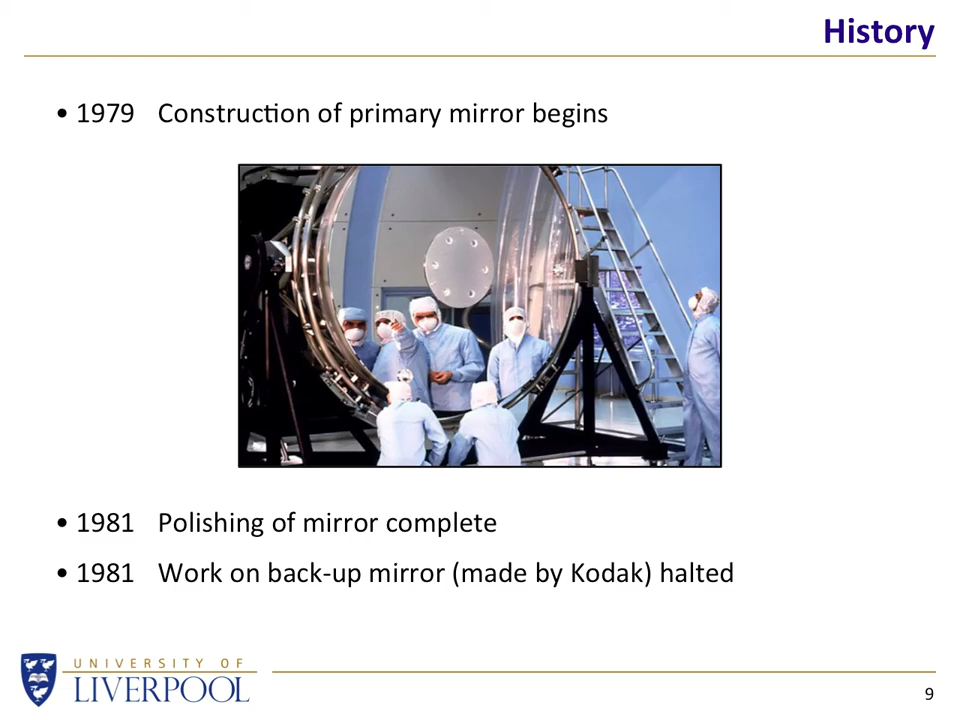 History
• 1979 Construction of primary mirror begins
• 1981 Polishing of mirror complete
• 1981 Work on back-up mirror (made by Kodak) halted
UNIVERSITY OF
LIVERPOOL
9